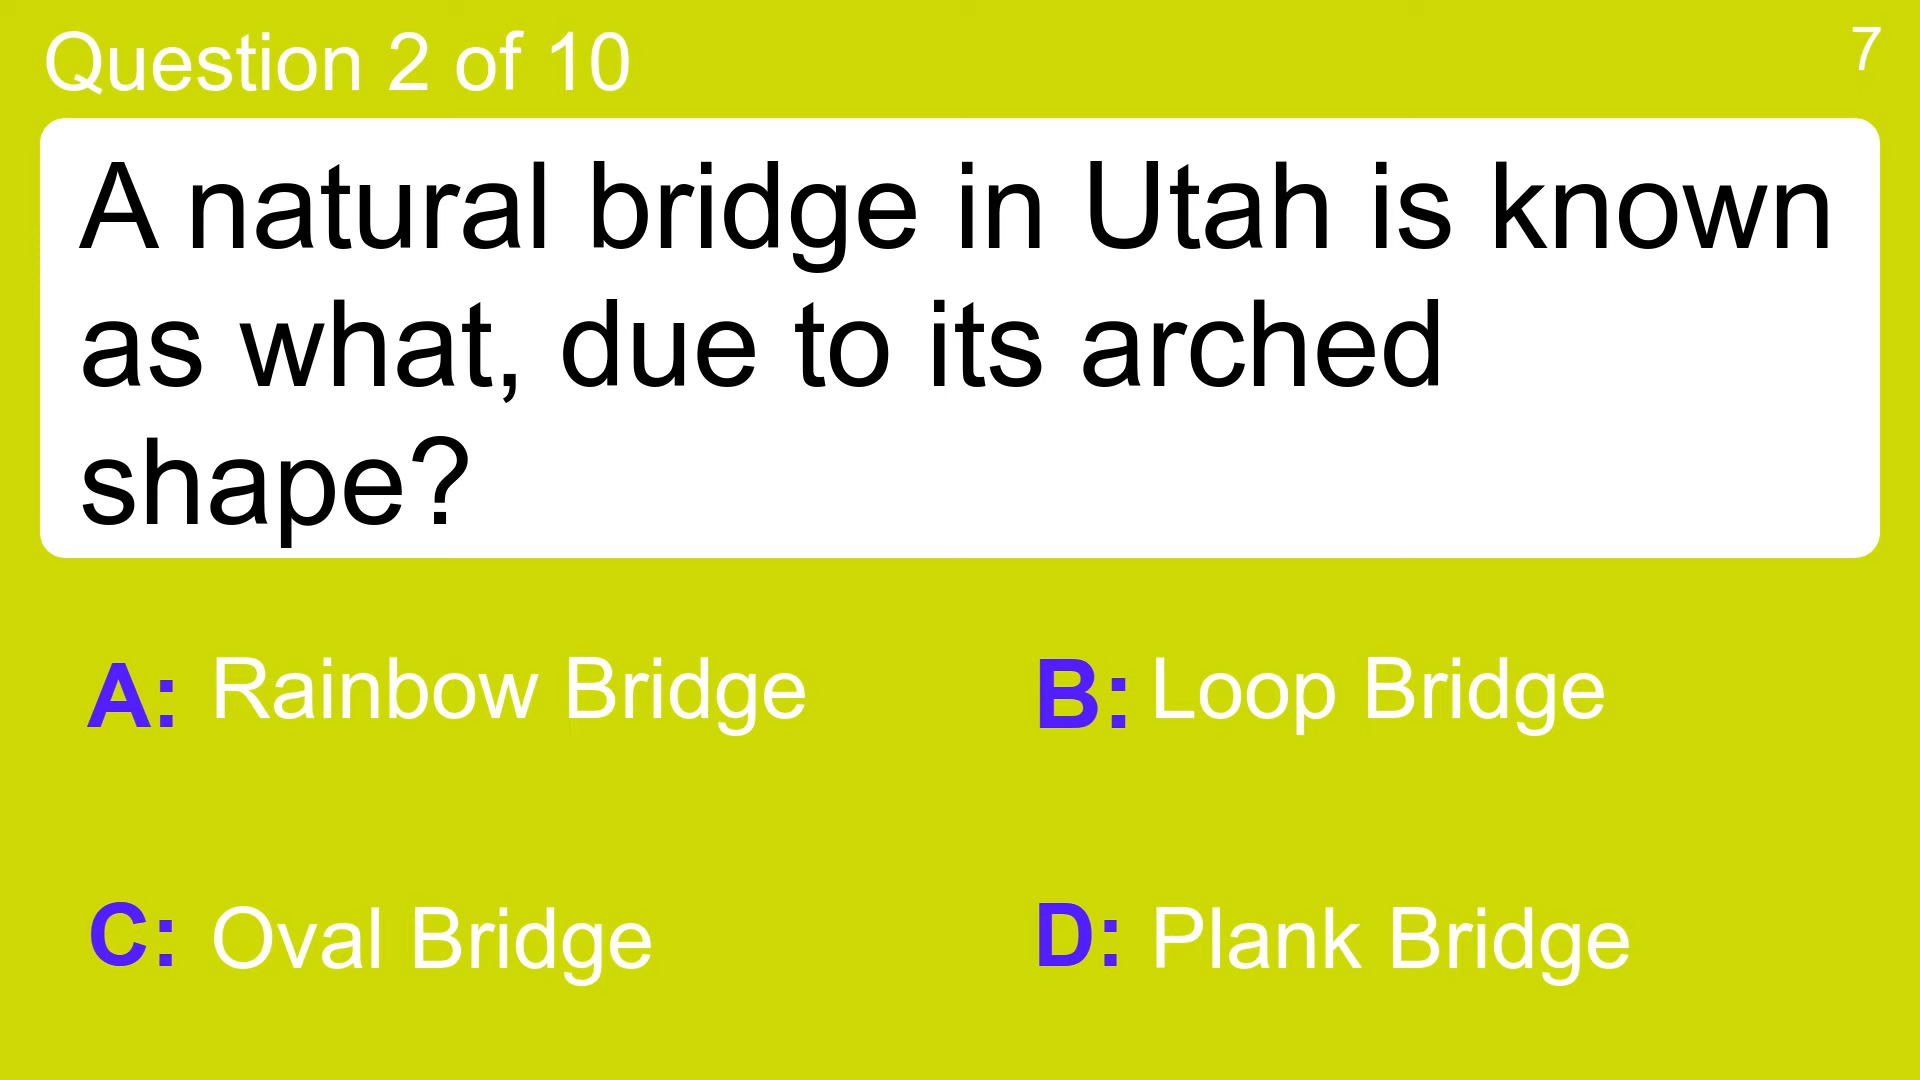 Question 2 of 10
7
A natural bridge in Utah is known
as what, due to its arched
shape?
A: Rainbow Bridge
B: Loop Bridge
C: Oval Bridge
D: Plank Bridge